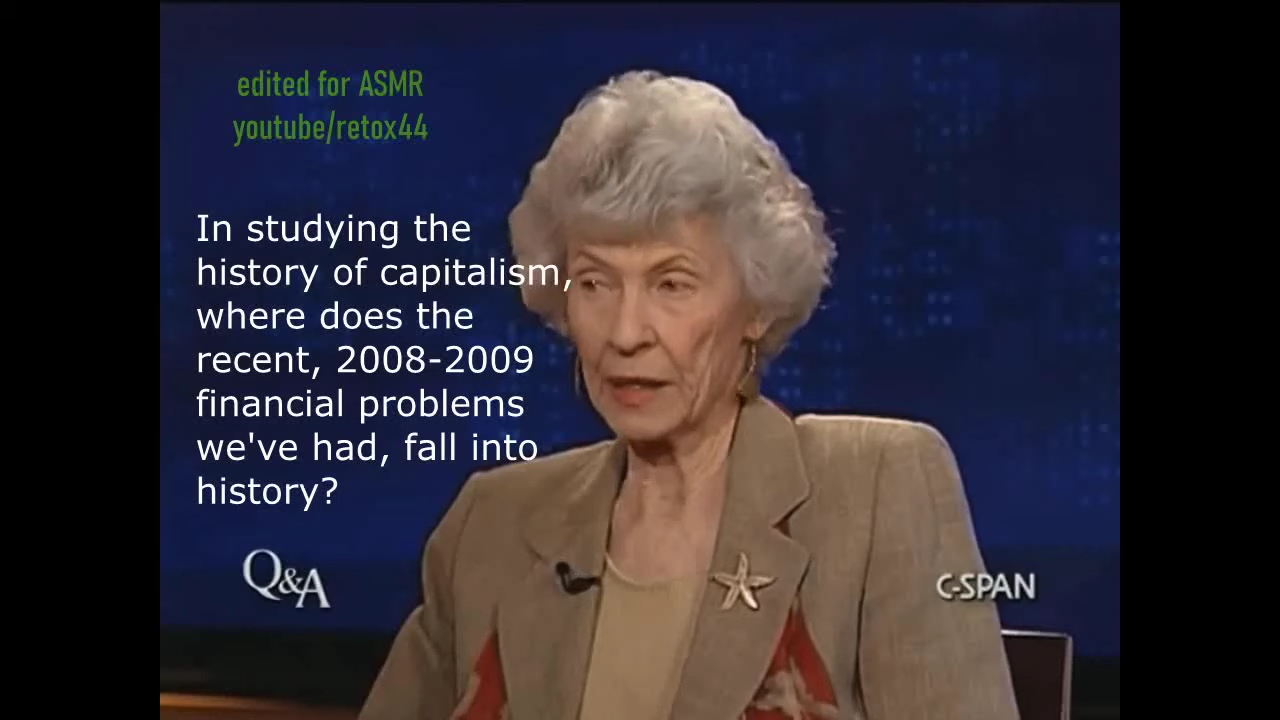 edited for ASMR
youtube/retox44
In studying the
history of capitalism,
where does the
recent, 2008-2009
financial problems
we've had, fall into
history?
Q&A
C-SPAN